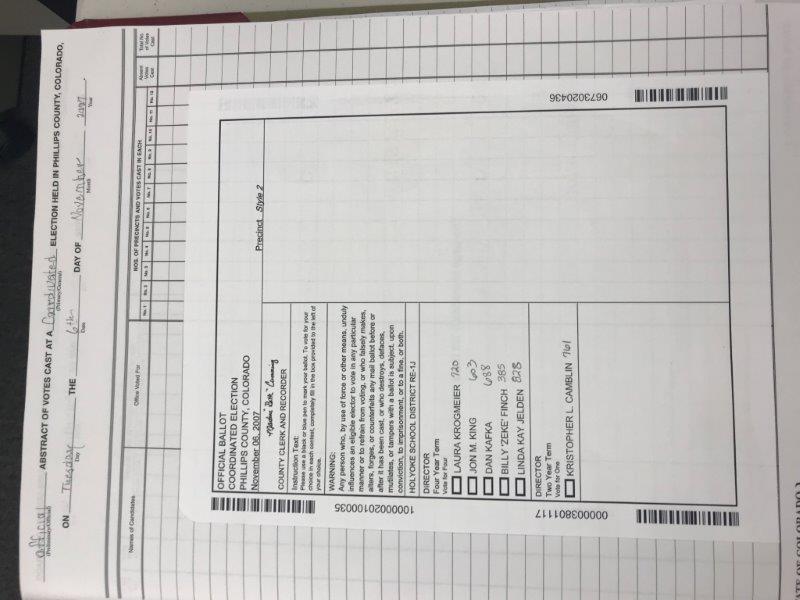 Official ABSTRACT OF VOTES CAST AT A Coordinated ELECTION HELD IN PHILLIPS COUNTY, COLORADO,
(Preliminary/Official) (Primary/General)
ON Tuesday THE 6th DAY OF November 2007.
Day Date Month Year
Names of Candidates
Office Voted For
NOS. OF PRECINCTS AND VOTES CAST IN EACH
No. 1 No. 2 No. 3 No. 4 No. 5 No. 6 No. 7 No. 8 No. 9 No. 10 No. 11 No. 12
Absent Votes Cast
Total No. of Votes Cast
OFFICIAL BALLOT
COORDINATED ELECTION
PHILLIPS COUNTY, COLORADO
November 06, 2007
Precinct Style 2
"Beth" Cumming
COUNTY CLERK AND RECORDER
Instruction Text:
Please use a black or blue pen to mark your ballot. To vote for your
choice in each contest, completely fill in the box provided to the left of
your choice.
WARNING:
Any person who, by use of force or other means, unduly
influences an eligible elector to vote in any particular
manner or to refrain from voting, or who falsely makes,
alters, forges, or counterfeits any mail ballot before or
after it has been cast, or who destroys, defaces,
mutilates, or tampers with a ballot is subject, upon
conviction, to imprisonment, or to a fine, or both.
HOLYOKE SCHOOL DISTRICT RE-1J
DIRECTOR
Four Year Term
Vote for Four
LAURA KROGMEIER 720
JON M. KING 603
DAN KAFKA 688
BILLY 'ZEKE' FINCH 385
LINDA KAY JELDEN 828
DIRECTOR
Two Year Term
Vote for One
KRISTOPHER L. CAMBLIN 761
10000020100035
00003801117
0673020436
OF COLORADO